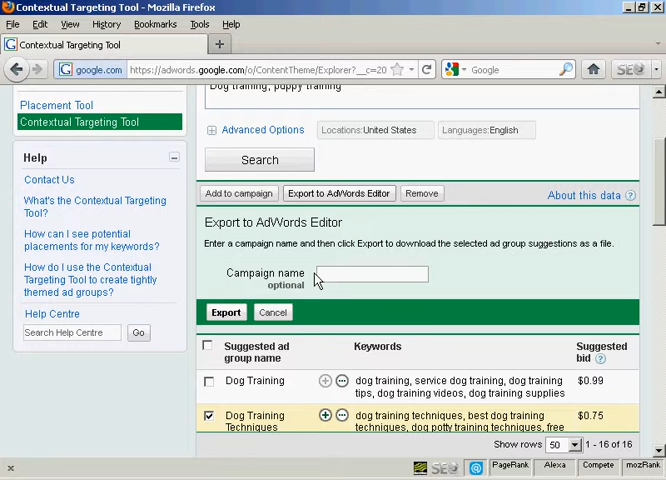 Contextual Targeting Tool - Mozilla Firefox
File Edit View History Bookmarks Tools Help
Contextual Targeting Tool
google.com https://adwords.google.com/o/ContentTheme/Explorer?__c=20 Google SEO
Dog training, puppy training
Placement Tool
Contextual Targeting Tool
Advanced Options Locations:United States Languages:English
Help
Search
Contact Us
What's the Contextual Targeting
Tool?
Add to campaign Export to AdWords Editor Remove About this data ?
Export to AdWords Editor
How can I see potential
placements for my keywords?
Enter a campaign name and then click Export to download the selected ad group suggestions as a file.
How do I use the Contextual
Targeting Tool to create tightly
themed ad groups?
Campaign name
optional
Help Centre
Export Cancel
Search Help Centre Go
Suggested ad
group name
Keywords
Suggested
bid ?
Dog Training
dog training, service dog training, dog training
tips, dog training videos, dog training supplies
$0.99
Dog Training
Techniques
dog training techniques, best dog training
techniques, dog potty training techniques, free
$0.75
Show rows 50 1 - 16 of 16
PageRank Alexa Compete mozRank